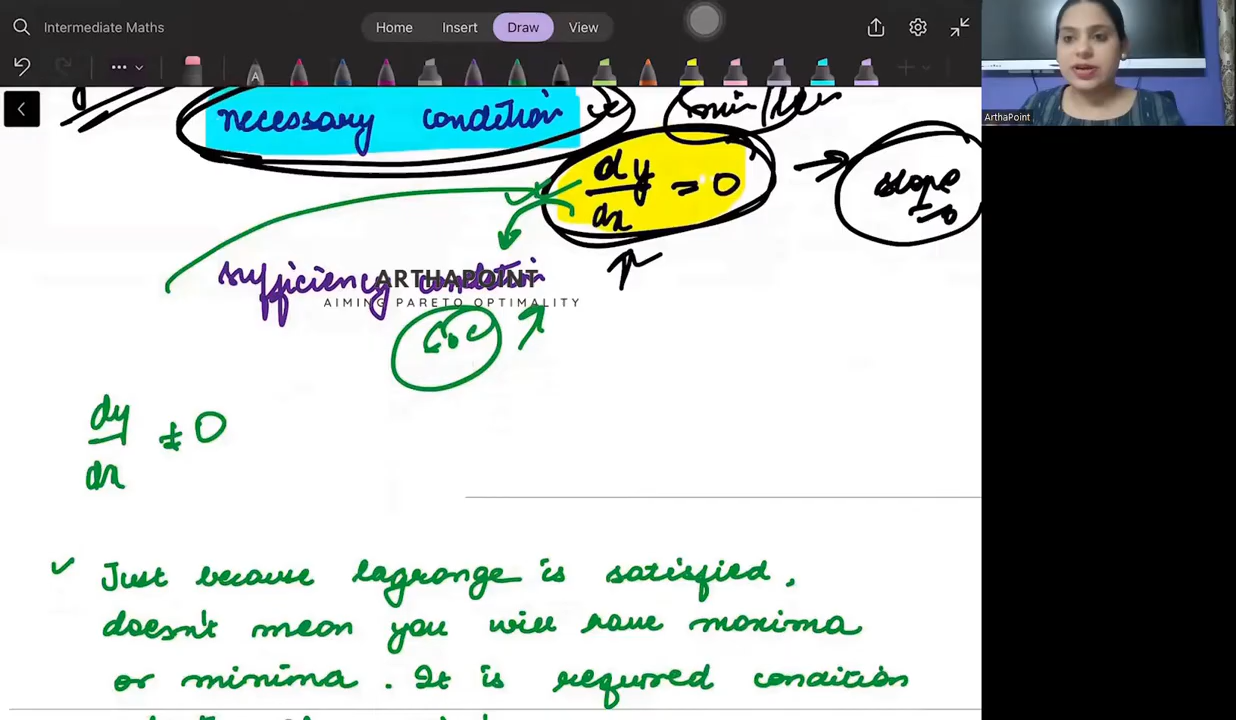 Intermediate Maths
Home Insert Draw View
ArthaPoint
necessary condition
dy/dx = 0
slope = 0
sufficiency condition
ARTHAPOINT
AIMING PARETO OPTIMALITY
dy/dx ≠ 0
Just because lagrange is satisfied,
doesn't mean you will have maxima
or minima. It is required condition